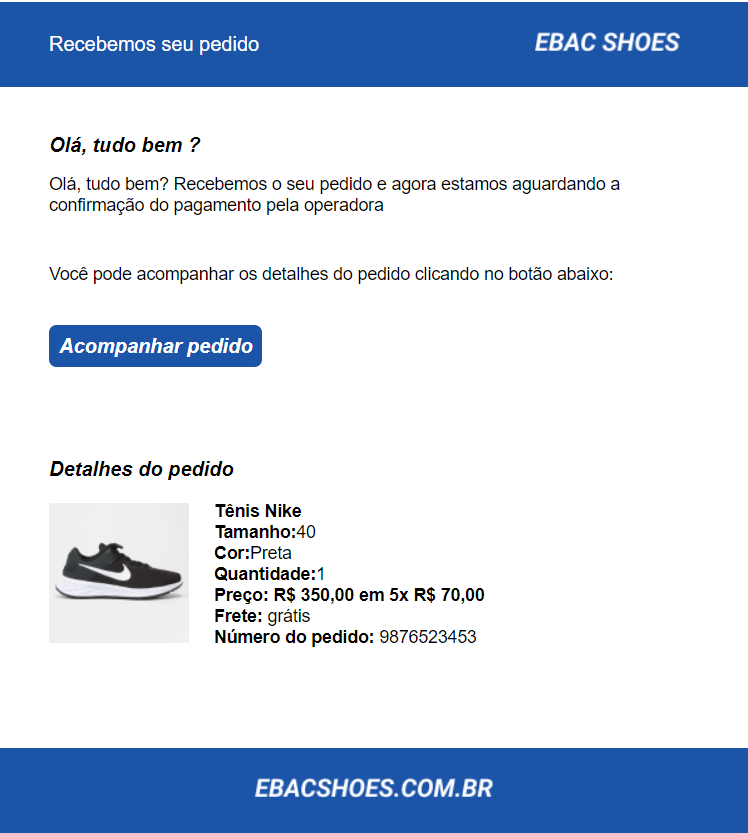 Recebemos seu pedido
EBAC SHOES
Olá, tudo bem ?
Olá, tudo bem? Recebemos o seu pedido e agora estamos aguardando a
confirmação do pagamento pela operadora
Você pode acompanhar os detalhes do pedido clicando no botão abaixo:
Acompanhar pedido
Detalhes do pedido
Tênis Nike
Tamanho:40
Cor:Preta
Quantidade:1
Preço: R$ 350,00 em 5x R$ 70,00
Frete: grátis
Número do pedido: 9876523453
EBACSHOES.COM.BR